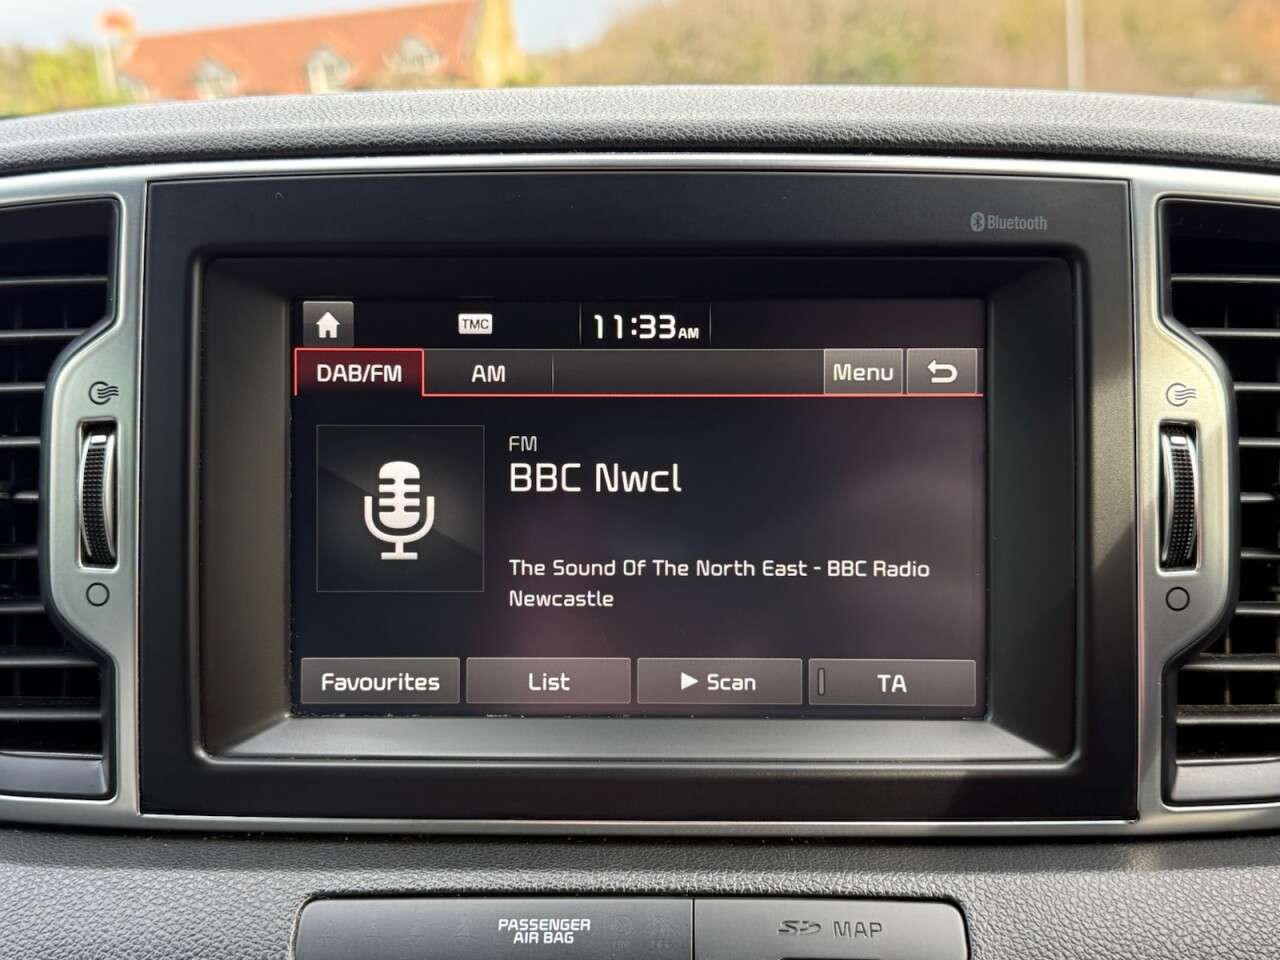 Bluetooth
TMC
11:33AM
DAB/FM
AM
Menu
FM
BBC Nwcl
The Sound Of The North East - BBC Radio
Newcastle
Favourites
List
Scan
TA
PASSENGER
AIR BAG
SD MAP